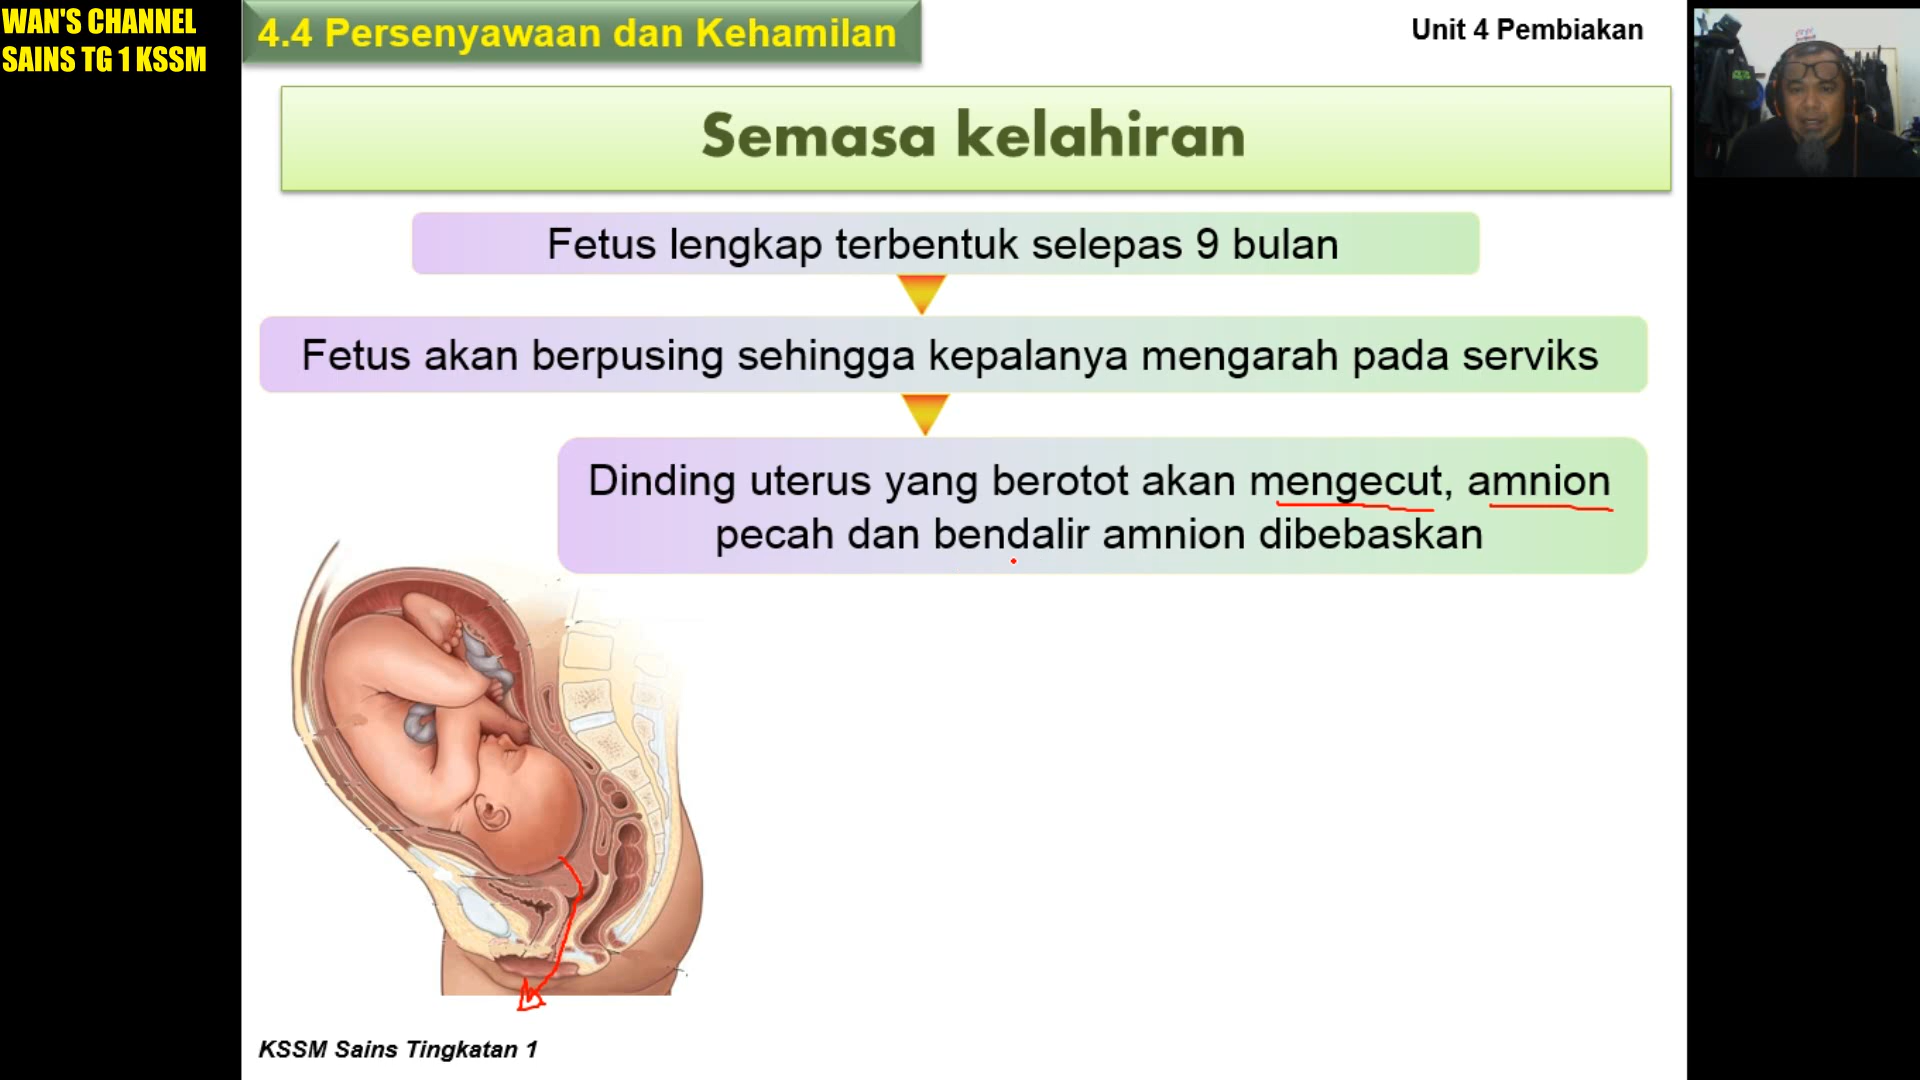 WAN'S CHANNEL
SAINS TG 1 KSSM
4.4 Persenyawaan dan Kehamilan
Unit 4 Pembiakan
Semasa kelahiran
Fetus lengkap terbentuk selepas 9 bulan
Fetus akan berpusing sehingga kepalanya mengarah pada serviks
Dinding uterus yang berotot akan mengecut, amnion
pecah dan bendalir amnion dibebaskan
KSSM Sains Tingkatan 1